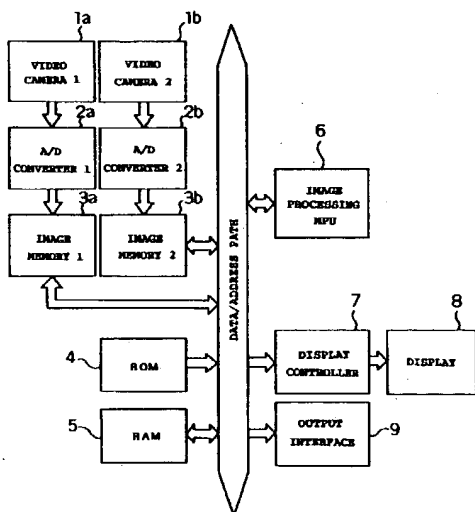 1a
1b
VIDEO
CAMERA 1
VIDEO
CAMERA 2
2a
2b
A/D
CONVERTER 1
A/D
CONVERTER 2
3a
3b
IMAGE
MEMORY 1
IMAGE
MEMORY 2
DATA/ADDRESS PATH
6
IMAGE
PROCESSING
MPU
4
ROM
7
DISPLAY
CONTROLLER
8
DISPLAY
5
RAM
OUTPUT
INTERFACE
9